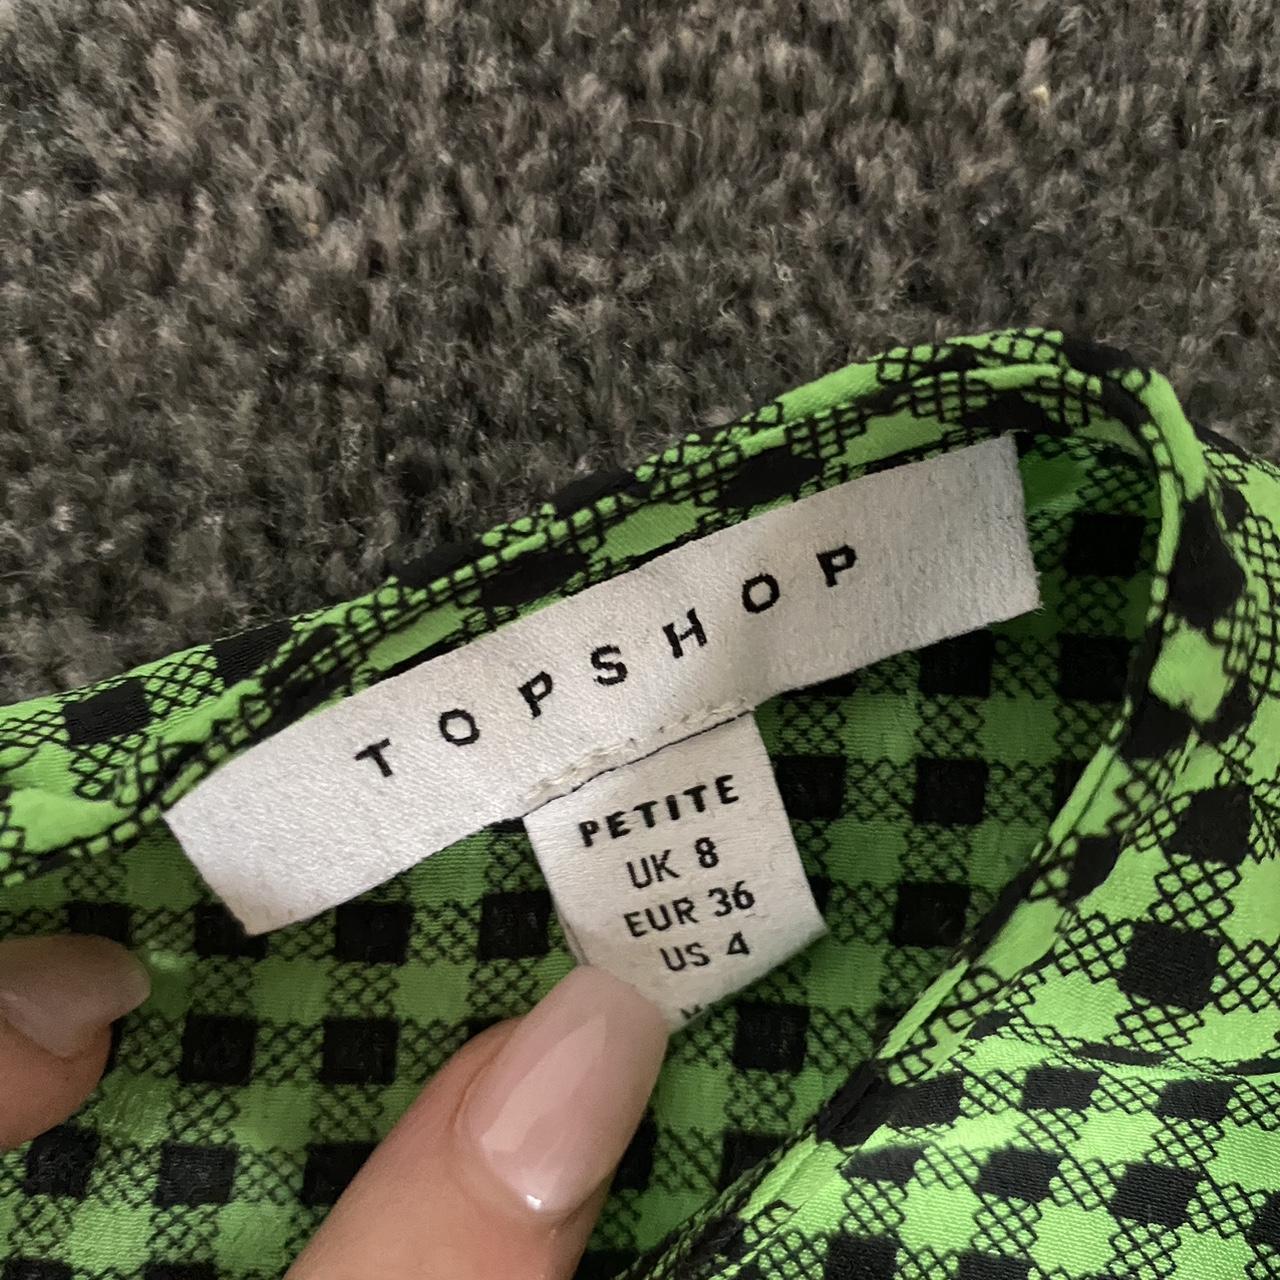 TOPSHOP
PETITE
UK 8
EUR 36
US 4